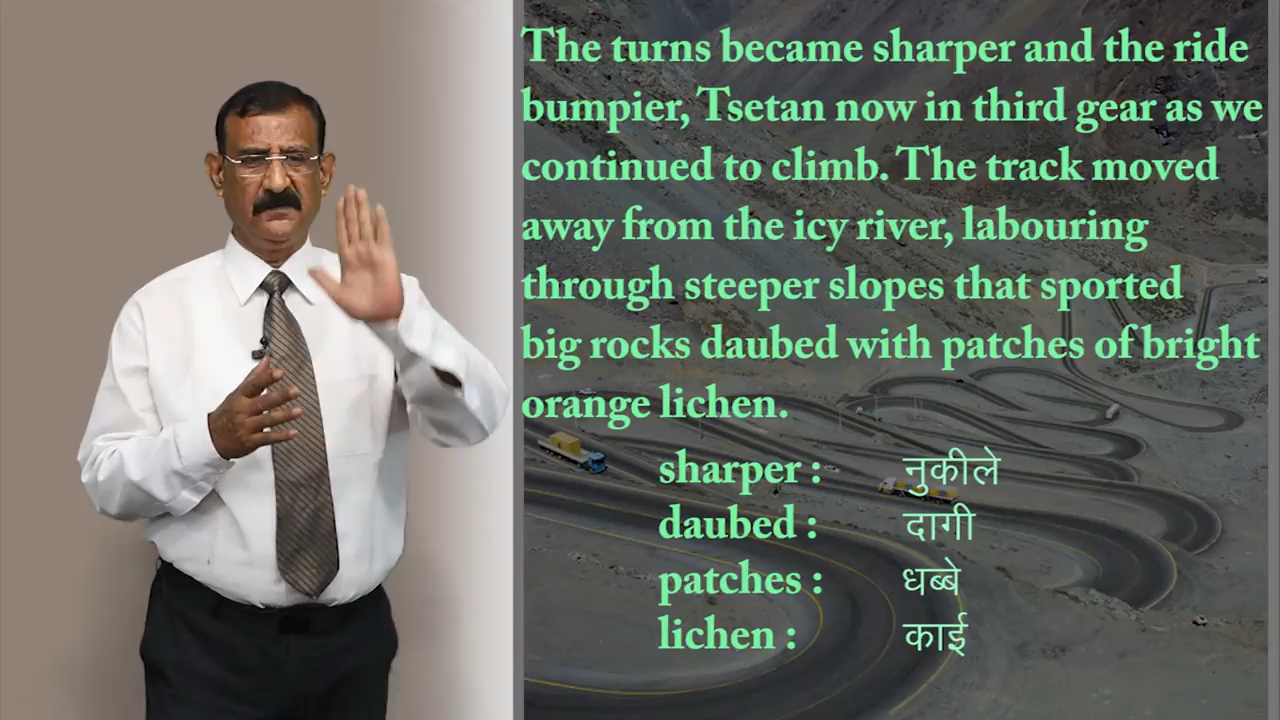 The turns became sharper and the ride
bumpier, Tsetan now in third gear as we
continued to climb. The track moved
away from the icy river, labouring
through steeper slopes that sported
big rocks daubed with patches of bright
orange lichen.
sharper : नुकीले
daubed : दागी
patches : धब्बे
lichen : काई